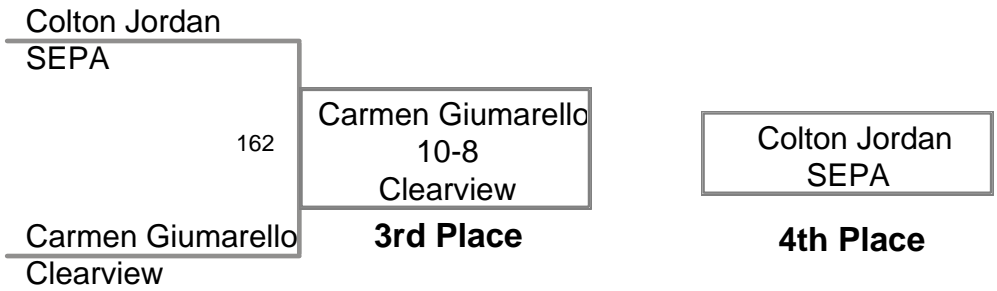 Colton Jordan
SEPA
162
Carmen Giumarello
Clearview
Carmen Giumarello
10-8
Clearview
3rd Place
Colton Jordan
SEPA
4th Place